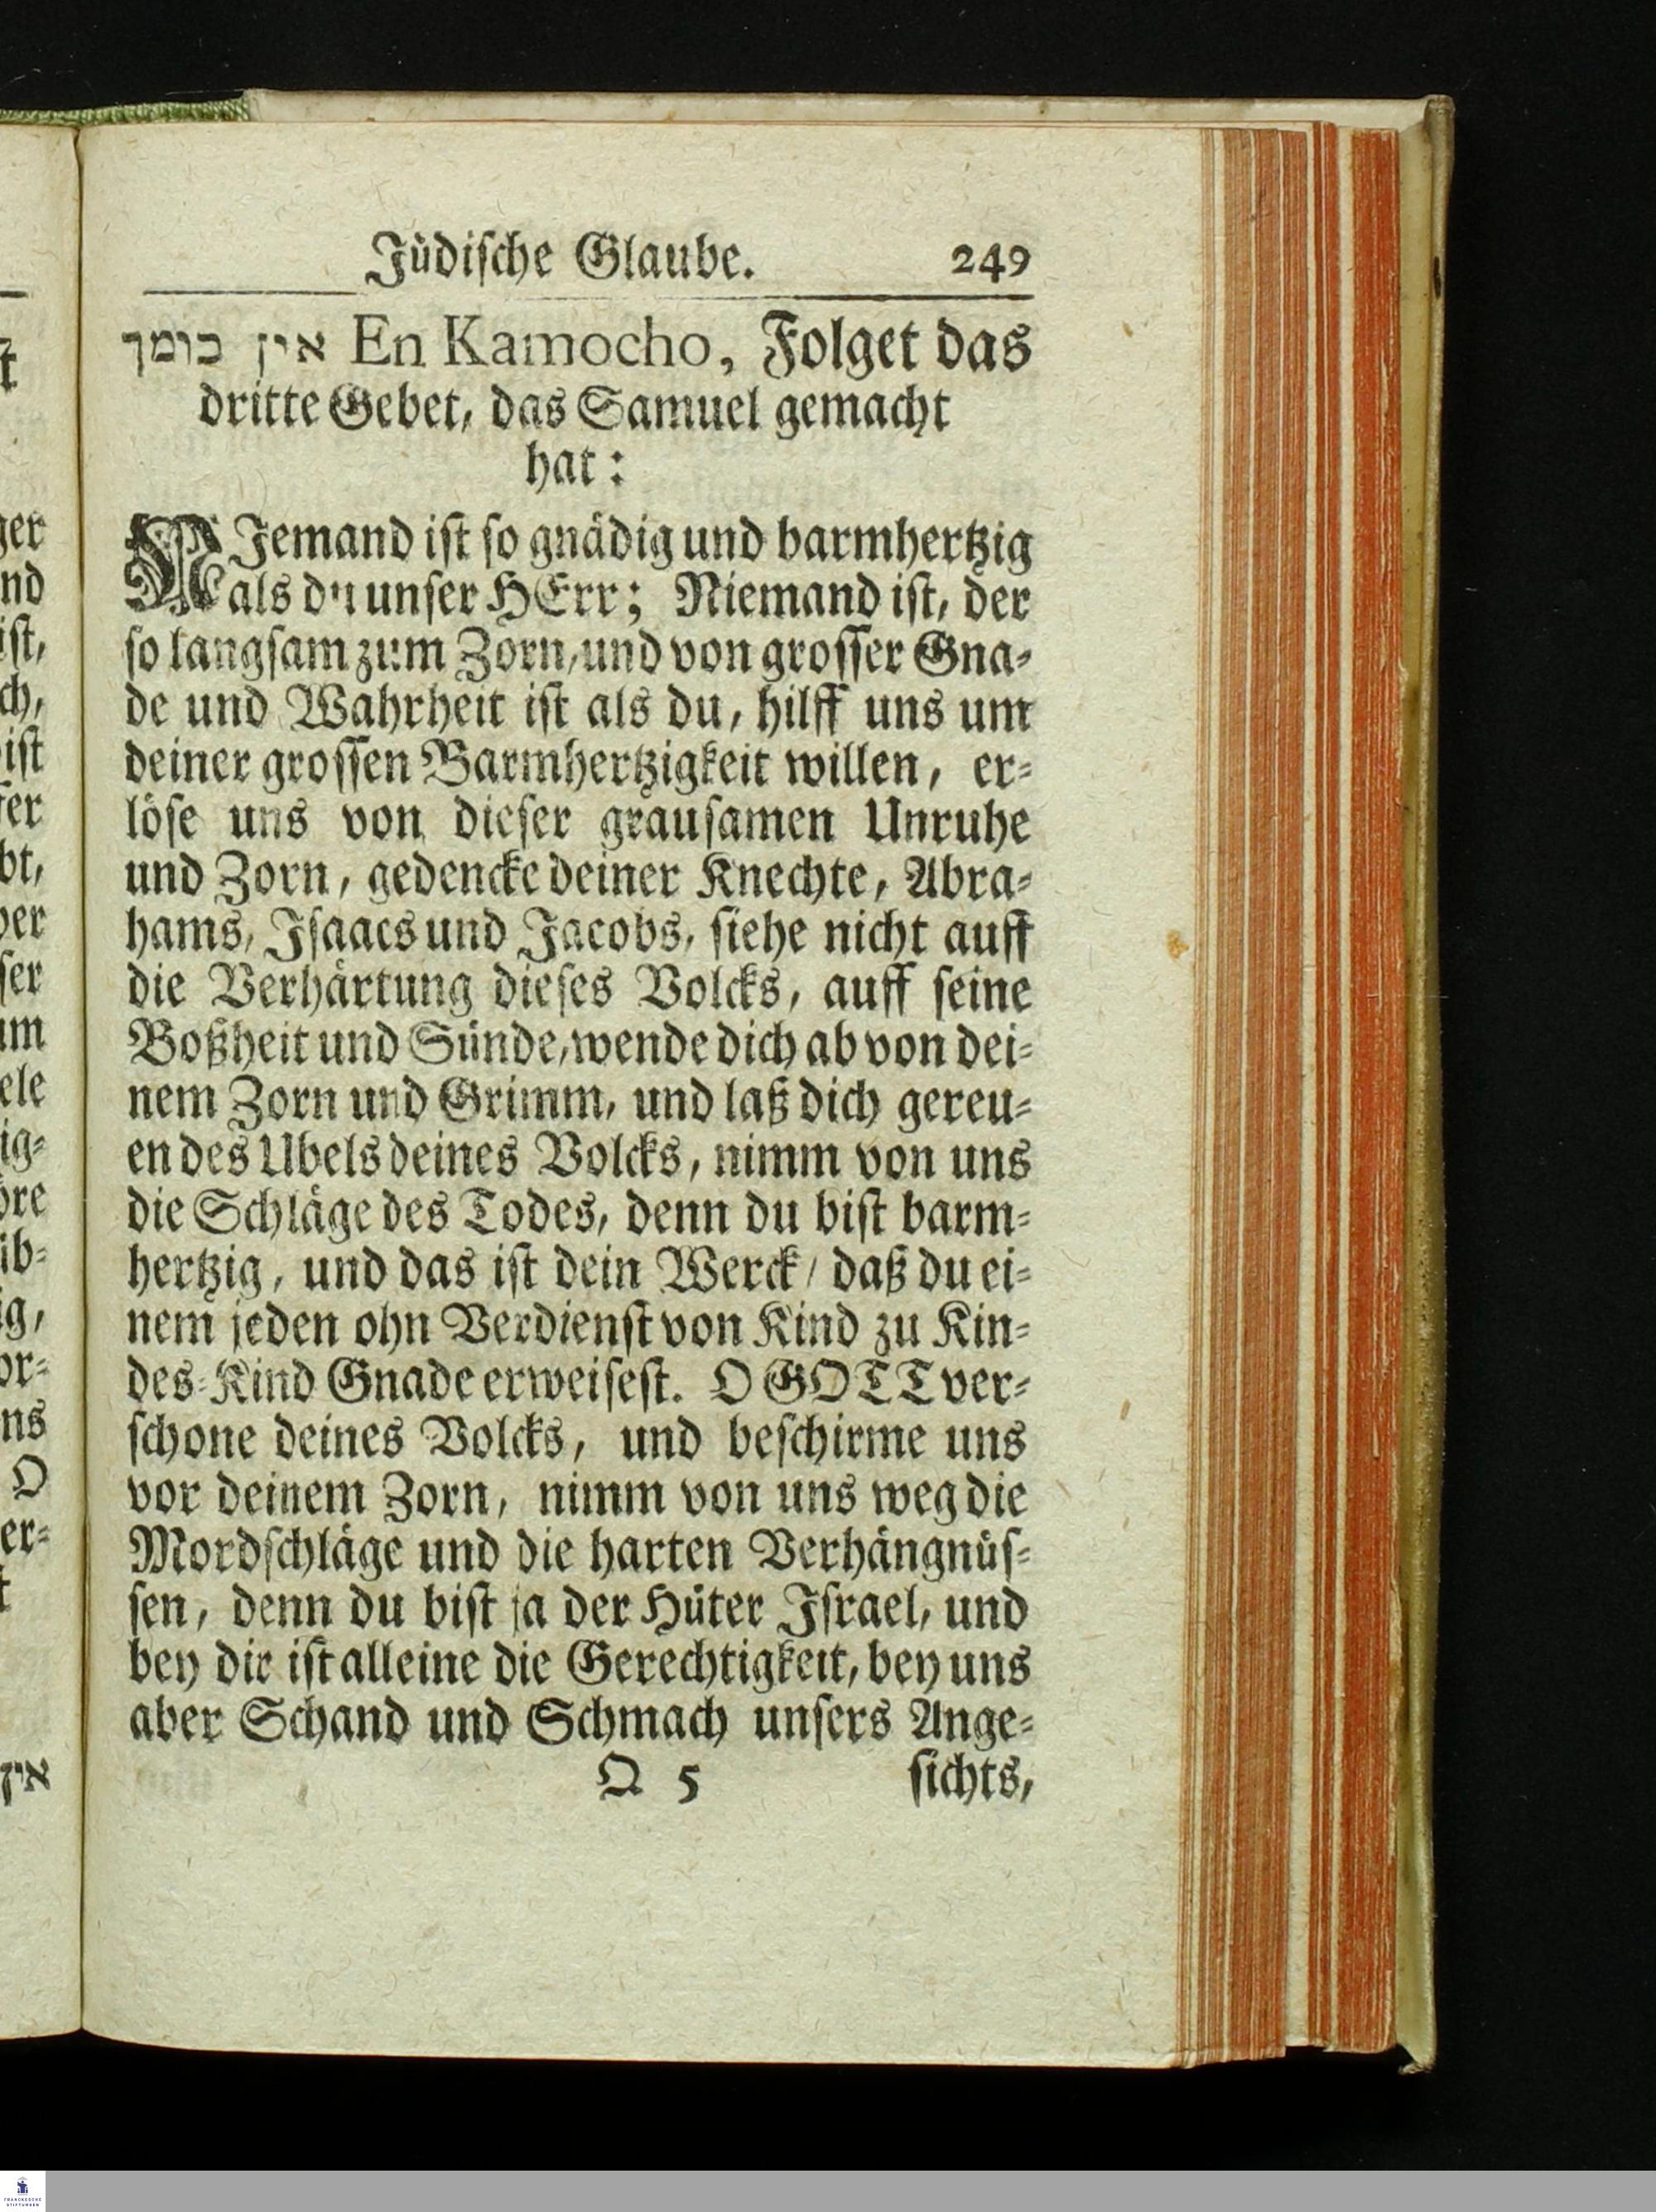 Jüdische Glaube. 249
אין כומך En Kamocho, Folget das
dritte Gebet, das Samuel gemacht
hat:
NJemand ist so gnädig und barmhertzig
als du unser HErr; Niemand ist, der
so langsam zum Zorn, und von grosser Gna-
de und Wahrheit ist als du, hilff uns um
deiner grossen Barmhertzigkeit willen, er-
löse uns von dieser grausamen Unruhe
und Zorn, gedencke deiner Knechte, Abra-
hams, Isaacs und Jacobs, siehe nicht auff
die Verhärtung dieses Volcks, auff seine
Boßheit und Sünde, wende dich ab von dei-
nem Zorn und Grimm, und laß dich gereu-
en des Ubels deines Volcks, nimm von uns
die Schläge des Todes, denn du bist barm-
hertzig, und das ist dein Werck / daß du ei-
nem jeden ohn Verdienst von Kind zu Kin-
des-Kind Gnade erweisest. O GOTT ver-
schone deines Volcks, und beschirme uns
vor deinem Zorn, nimm von uns weg die
Mordschläge und die harten Verhängnüs-
sen, denn du bist ja der Hüter Israel, und
bey dir ist alleine die Gerechtigkeit, bey uns
aber Schand und Schmach unsers Ange-
Q 5 sichts,